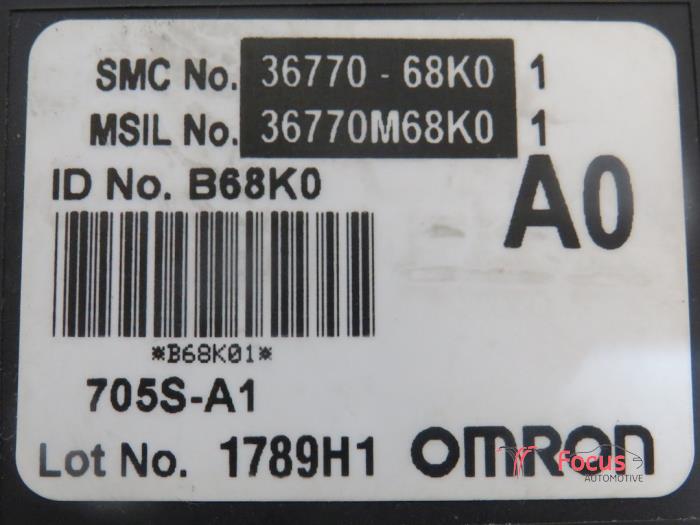 SMC No. 36770 - 68K0 1
MSIL No. 36770M68K0 1
ID No. B68K0
A0
*B68K01*
705S-A1
Lot No. 1789H1 OMRON
Focus
AUTOMOTIVE